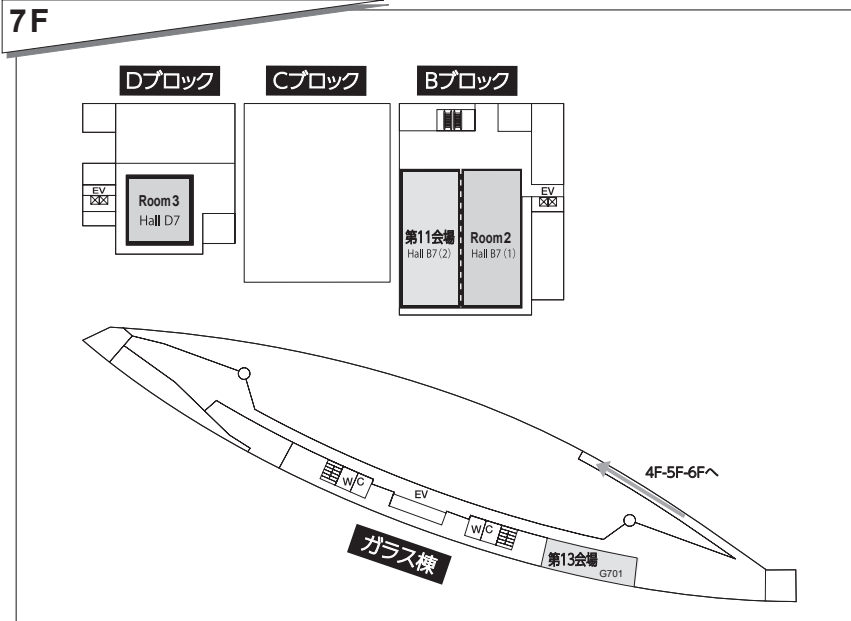 7F
Dブロック
Cブロック
Bブロック
EV
Room3
Hall D7
EV
第11会場
Hall B7(2)
Room2
Hall B7(1)
4F-5F-6Fへ
WC
EV
WC
ガラス棟
第13会場
G701